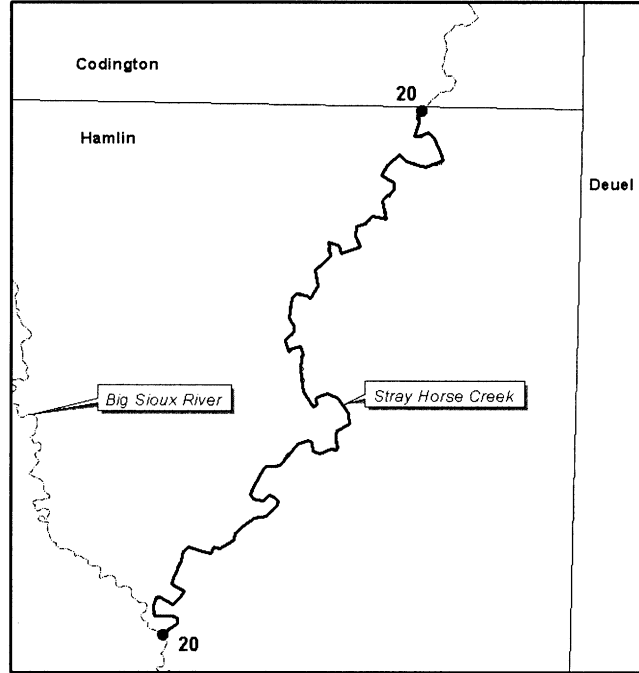 Codington
20
Hamlin
Deuel
Big Sioux River
Stray Horse Creek
20